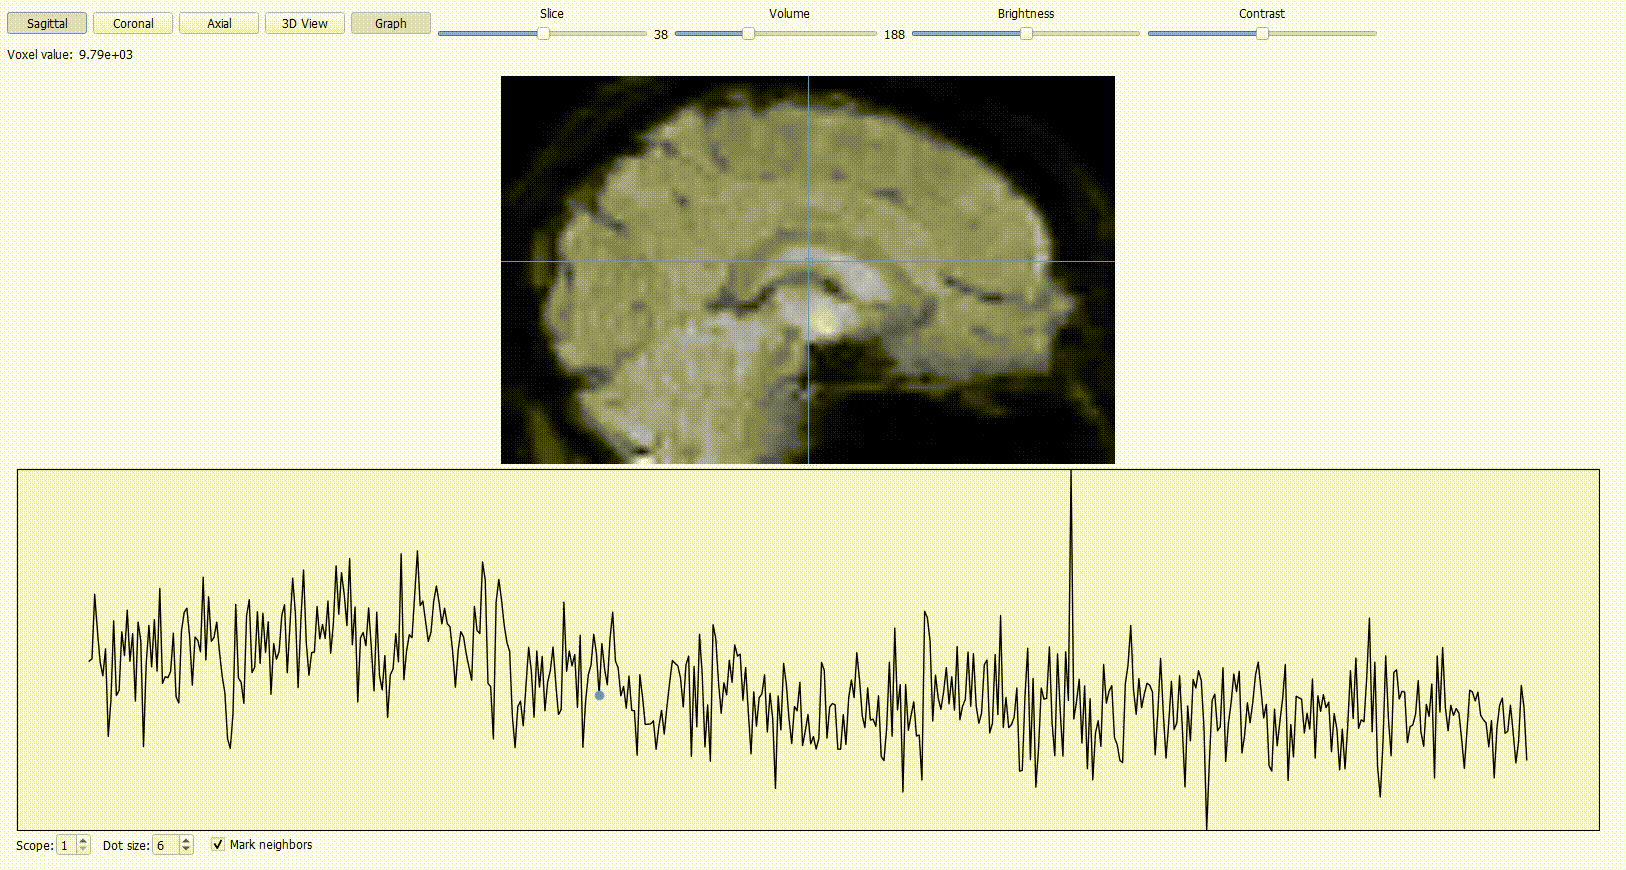 Slice Volume Brightness Contrast
Sagittal Coronal Axial 3D View Graph 38 188
Voxel value: 9.79e+03
Scope: 1 Dot size: 6 Mark neighbors